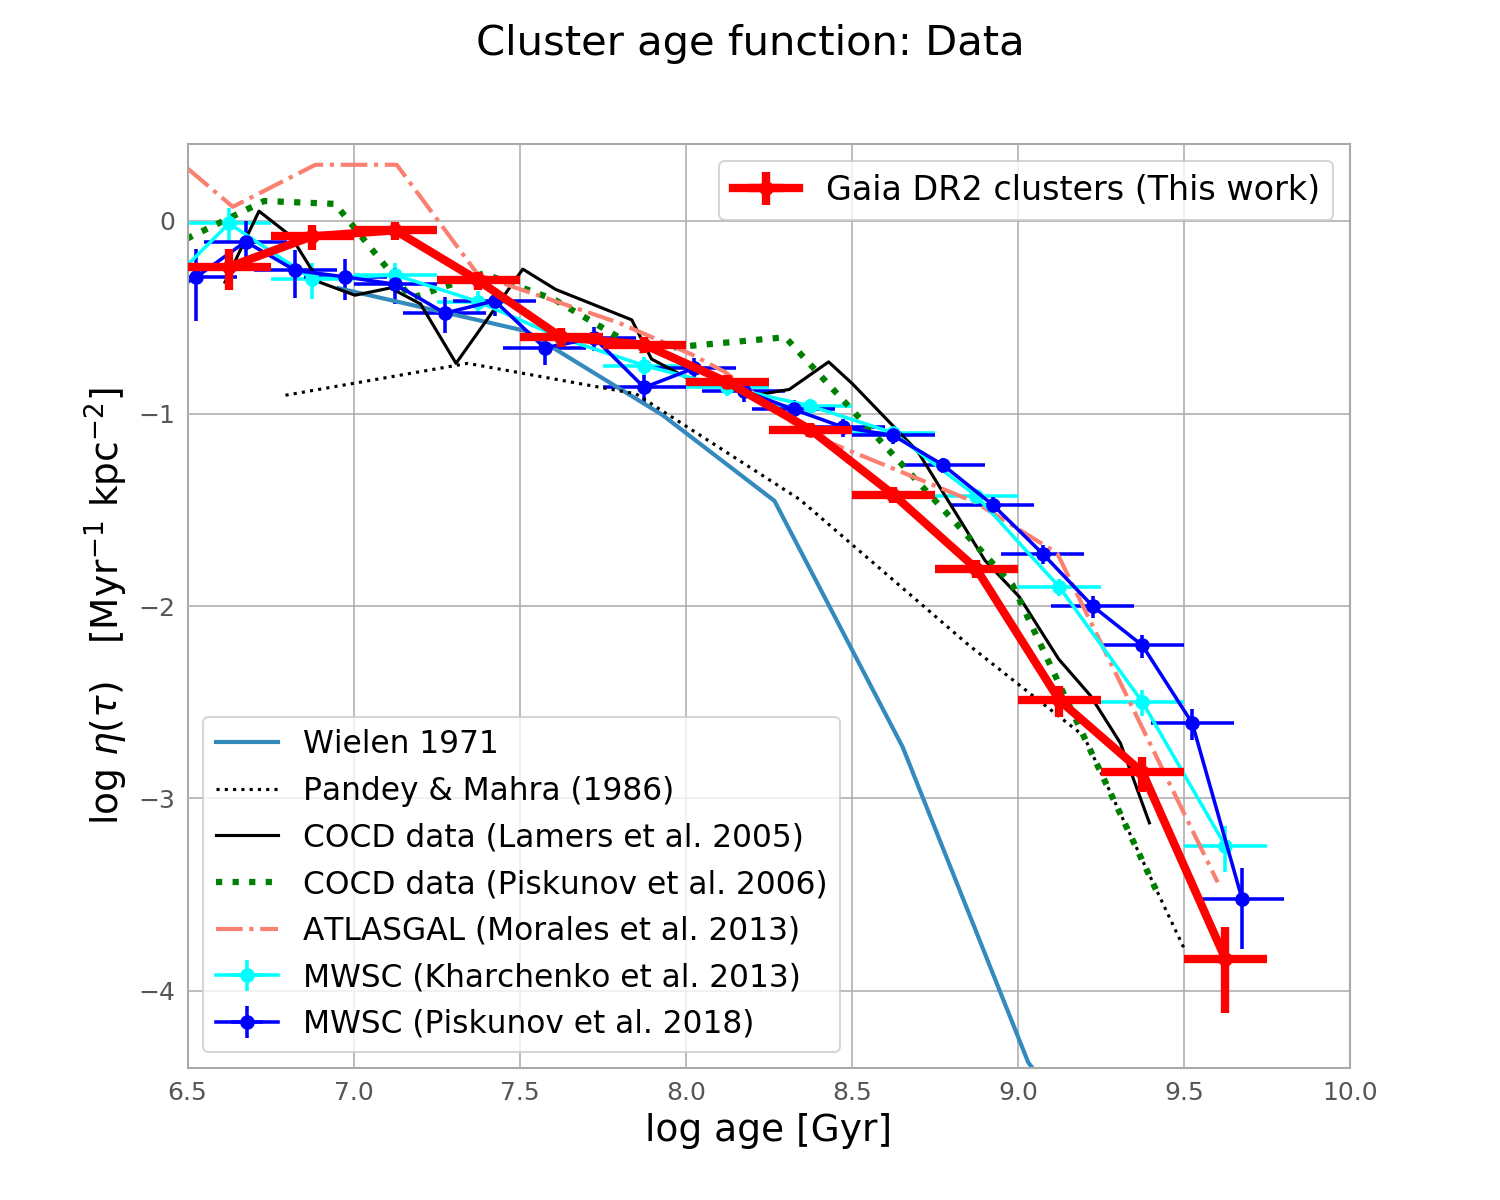 Cluster age function: Data
Gaia DR2 clusters (This work)
0
−1
−2
−3
−4
log η(τ) [Myr⁻¹ kpc⁻²]
Wielen 1971
Pandey & Mahra (1986)
COCD data (Lamers et al. 2005)
COCD data (Piskunov et al. 2006)
ATLASGAL (Morales et al. 2013)
MWSC (Kharchenko et al. 2013)
MWSC (Piskunov et al. 2018)
6.5 7.0 7.5 8.0 8.5 9.0 9.5 10.0
log age [Gyr]